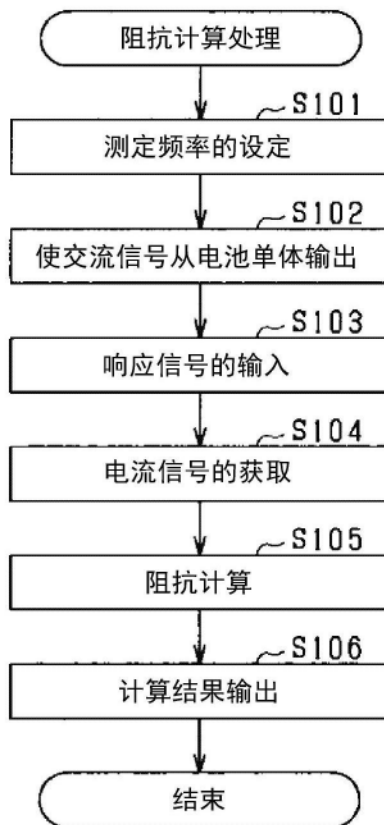 阻抗计算处理
S101
测定频率的设定
S102
使交流信号从电池单体输出
S103
响应信号的输入
S104
电流信号的获取
S105
阻抗计算
S106
计算结果输出
结束